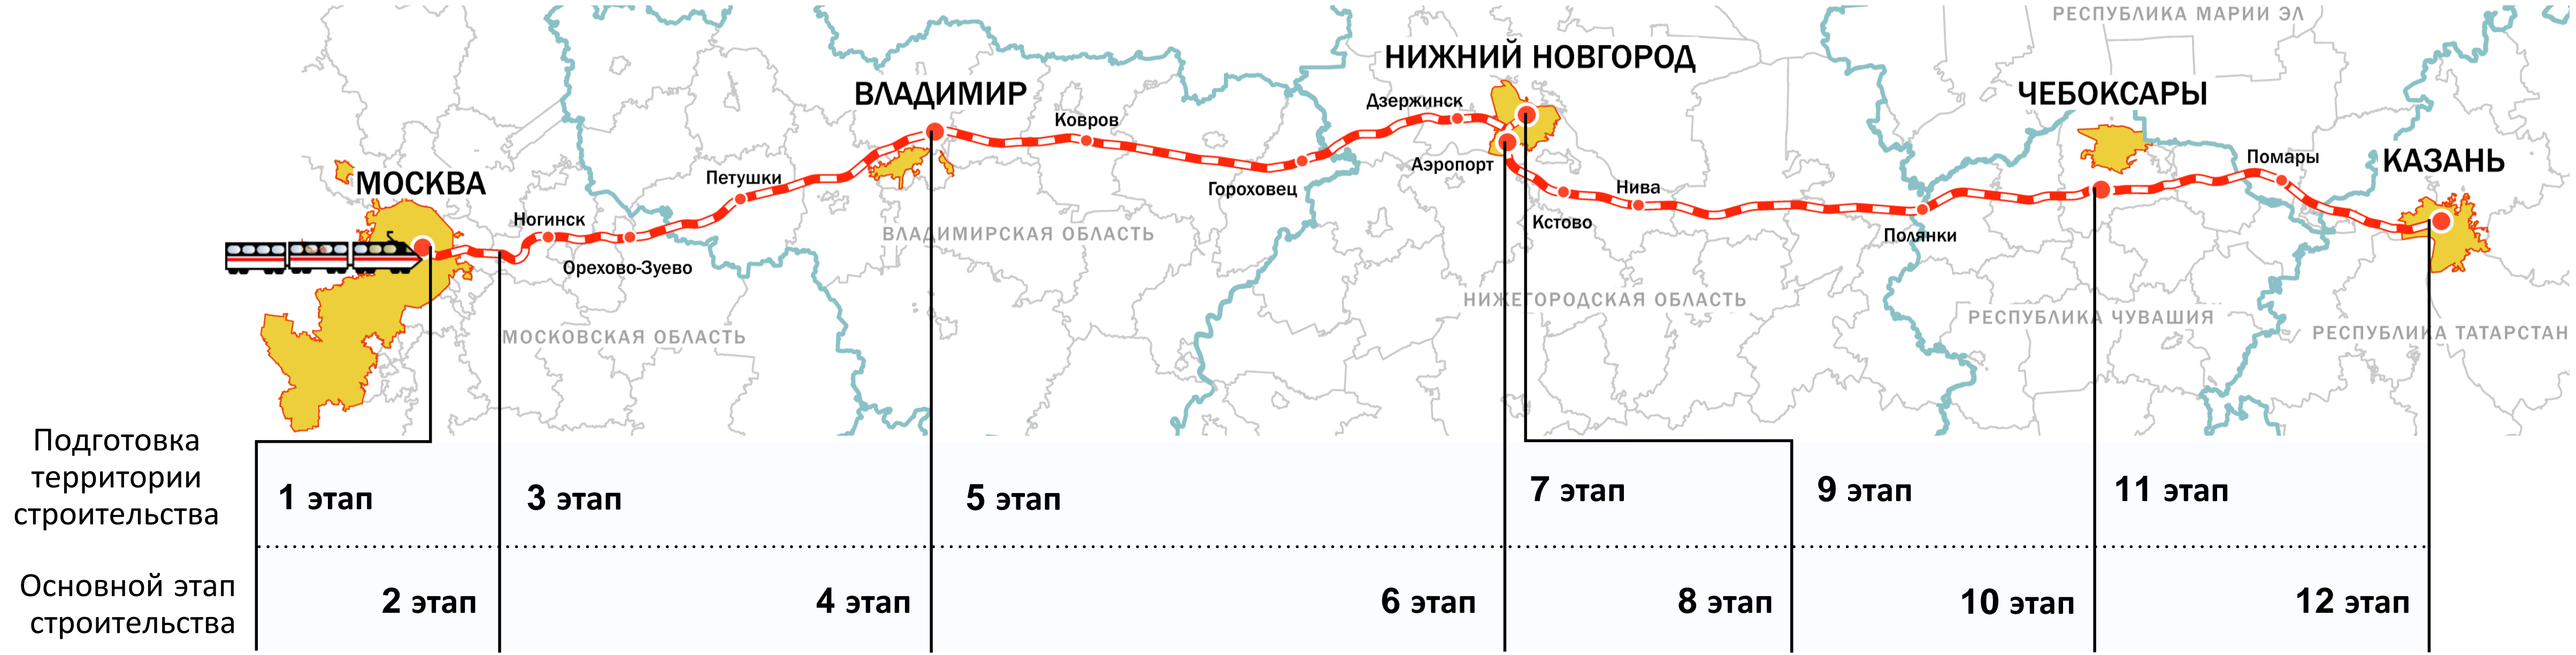 РЕСПУБЛИКА МАРИИ ЭЛ
НИЖНИЙ НОВГОРОД
ВЛАДИМИР
ЧЕБОКСАРЫ
Дзержинск
Ковров
Помары
КАЗАНЬ
Аэропорт
МОСКВА
Петушки
Гороховец
Нива
Ногинск
Кстово
Полянки
ВЛАДИМИРСКАЯ ОБЛАСТЬ
Орехово-Зуево
НИЖЕГОРОДСКАЯ ОБЛАСТЬ
РЕСПУБЛИКА ЧУВАШИЯ
МОСКОВСКАЯ ОБЛАСТЬ
РЕСПУБЛИКА ТАТАРСТАН
Подготовка
территории
строительства
1 этап
3 этап
5 этап
7 этап
9 этап
11 этап
Основной этап
строительства
2 этап
4 этап
6 этап
8 этап
10 этап
12 этап